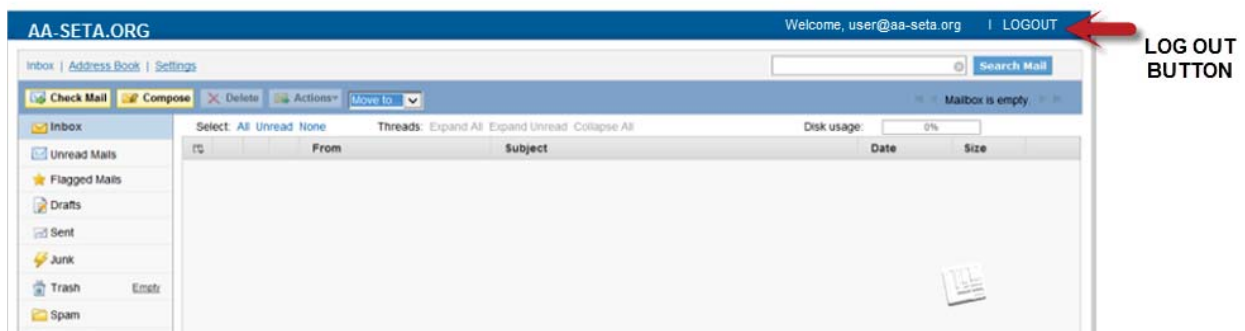 AA-SETA.ORG
Welcome, user@aa-seta.org | LOGOUT
LOG OUT
BUTTON
Inbox | Address Book | Settings
Search Mail
Check Mail Compose Delete Actions Move to... Mailbox is empty
Inbox
Select: All Unread None Threads: Expand All Expand Unread Collapse All Disk usage: 0%
From Subject Date Size
Unread Mails
Flagged Mails
Drafts
Sent
Junk
Trash Empty
Spam